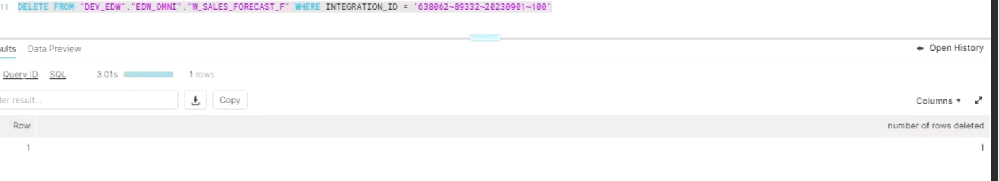 11 DELETE FROM "DEV_EDW"."EDW_OMNI"."W_SALES_FORECAST_F" WHERE INTEGRATION_ID = '638062~89332~20230901~100'
ults Data Preview Open History
Query ID SQL 3.01s 1 rows
ter result... Copy Columns
Row number of rows deleted
1 1